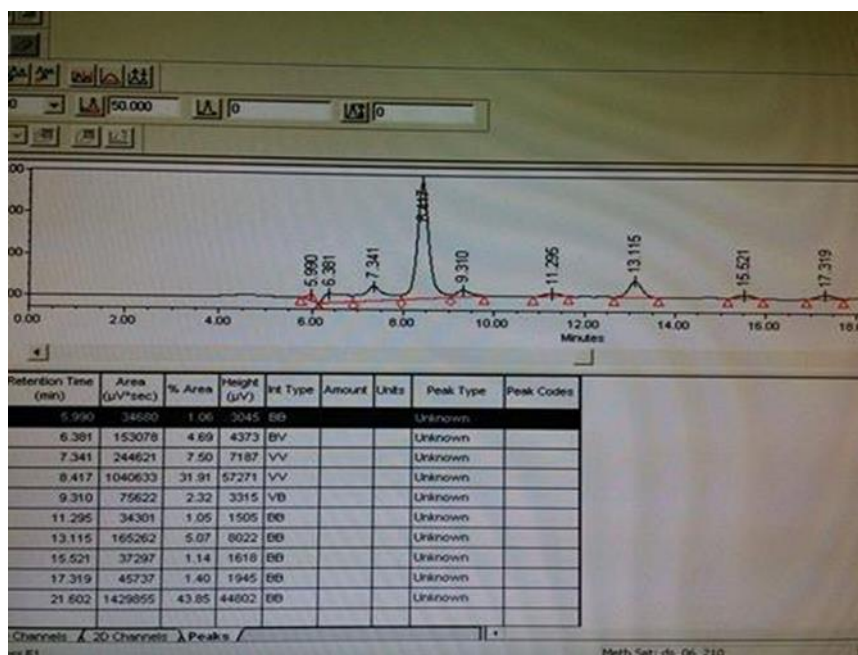 50.000 0 0
5.990 6.381 7.341 8.417 9.310 11.295 13.115 15.521 17.319
0.00 2.00 4.00 6.00 8.00 10.00 12.00 14.00 16.00 18
Minutes
Retention Time (min) Area (µV*sec) % Area Height (µV) Int Type Amount Units Peak Type Peak Codes
5.990 34680 1.06 3045 BB Unknown
6.381 153078 4.69 4373 BV Unknown
7.341 244621 7.50 7187 VV Unknown
8.417 1040633 31.91 57271 VV Unknown
9.310 75622 2.32 3315 VB Unknown
11.295 34301 1.05 1505 BB Unknown
13.115 165262 5.07 8022 BB Unknown
15.521 37297 1.14 1618 BB Unknown
17.319 45737 1.40 1945 BB Unknown
21.602 1429855 43.85 44802 BB Unknown
Channels 2D Channels Peaks
Meth Set: ds_06_210